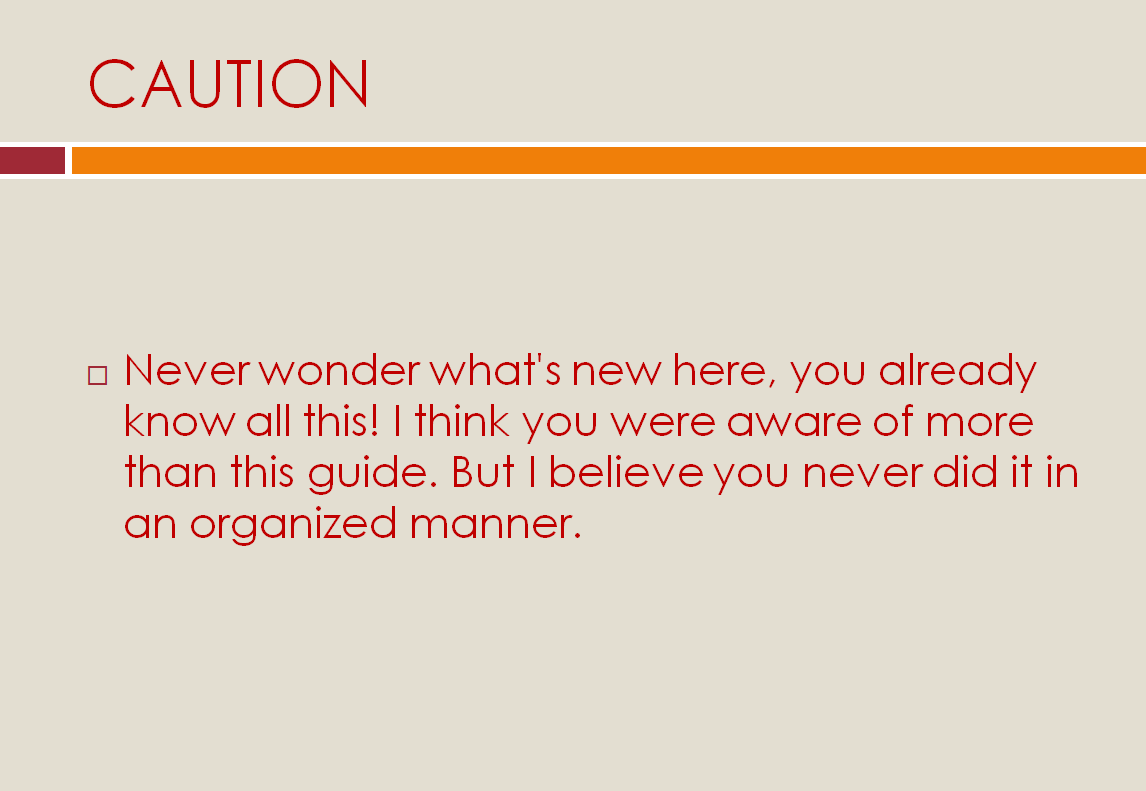 CAUTION
Never wonder what's new here, you already
know all this! I think you were aware of more
than this guide. But I believe you never did it in
an organized manner.